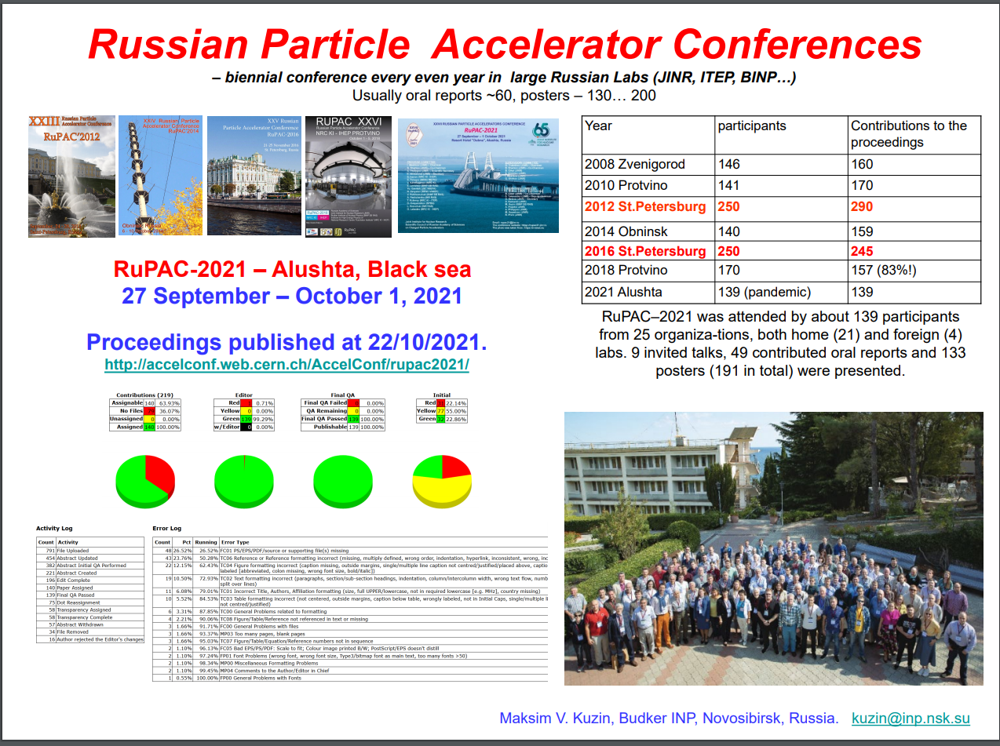 Russian Particle Accelerator Conferences
– biennial conference every even year in large Russian Labs (JINR, ITEP, BINP…)
Usually oral reports ~60, posters – 130… 200
XXIII Russian Particle
Accelerator Conference
RuPAC'2012
XXIV Russian Particle
Accelerator Conference
RuPAC'2014
XXV Russian
Particle Accelerator Conference
RuPAC-2016
21-25 November 2016
St. Petersburg, Russia
RUPAC XXVI
Russian Particle Accelerator Conference
NRC KI - IHEP PROTVINO
October 1 - 5, 2018
XXVII RUSSIAN PARTICLE ACCELERATORS CONFERENCE
RuPAC-2021
27 September – 1 October 2021
Alushta, Russia
65
Year participants Contributions to the
proceedings
2008 Zvenigorod 146 160
2010 Protvino 141 170
2012 St.Petersburg 250 290
2014 Obninsk 140 159
2016 St.Petersburg 250 245
2018 Protvino 170 157 (83%!)
2021 Alushta 139 (pandemic) 139
RuPAC-2021 – Alushta, Black sea
27 September – October 1, 2021
Proceedings published at 22/10/2021.
http://accelconf.web.cern.ch/AccelConf/rupac2021/
RuPAC–2021 was attended by about 139 participants
from 25 organiza-tions, both home (21) and foreign (4)
labs. 9 invited talks, 49 contributed oral reports and 133
posters (191 in total) were presented.
Contributions (219)
Assignable 140 63.93%
No Files 79 36.07%
Unassigned 0 0.00%
Assigned 140 100.00%
Editor
Red 1 0.71%
Yellow 0 0.00%
Green 139 99.29%
w/Editor 0 0.00%
Final QA
Final QA Failed 0 0.00%
QA Remaining 0 0.00%
Final QA Passed 139 100.00%
Publishable 139 100.00%
Initial
Red 31 22.14%
Yellow 77 55.00%
Green 32 22.86%
Activity Log
Count Activity
791 File Uploaded
454 Abstract Updated
382 Abstract Initial QA Performed
221 Abstract Created
196 Edit Complete
140 Paper Assigned
139 Final QA Passed
75 Dot Reassignment
58 Transparency Assigned
58 Transparency Complete
57 Abstract Withdrawn
34 File Removed
16 Author rejected the Editor's changes
Error Log
Count Pct Running Error Type
48 26.52% 26.52% FC01 PS/EPS/PDF/source or supporting file(s) missing
43 23.76% 50.28% TC06 Reference or Reference formatting incorrect (missing, multiply defined, wrong order, indentation, hyperlink, inconsistent, wrong, inc
22 12.15% 62.43% TC04 Figure formatting incorrect (caption missing, outside margins, single/multiple line caption not centred/justified/placed above, captio
labeled [abbreviated, colon missing, wrong font size, bold/italic])
19 10.50% 72.93% TC02 Text formatting incorrect (paragraphs, section/sub-section headings, indentation, column/intercolumn width, wrong text flow, numb
split over lines)
11 6.08% 79.01% TC01 Incorrect Title, Authors, Affiliation formatting (size, full UPPER/lowercase, not in required lowercase [e.g. MHz], country missing)
10 5.52% 84.53% TC03 Table formatting incorrect (not centered, outside margins, caption below table, wrongly labeled, not in Initial Caps, single/multiple li
not centred/justified)
6 3.31% 87.85% TC00 General Problems related to formatting
4 2.21% 90.06% TC08 Figure/Table/Reference not referenced in text or missing
3 1.66% 91.71% FC00 General Problems with files
3 1.66% 93.37% MP03 Too many pages, blank pages
3 1.66% 95.03% TC07 Figure/Table/Equation/Reference numbers not in sequence
2 1.10% 96.13% FC05 Bad EPS/PS/PDF: Scale to fit; Colour image printed B/W; PostScript/EPS doesn't distill
2 1.10% 97.24% FP01 Font Problems (wrong font, wrong font size, Type3/bitmap font as main text, too many fonts >50)
2 1.10% 98.34% MP00 Miscellaneous Formatting Problems
2 1.10% 99.45% MP04 Comments to the Author/Editor in Chief
1 0.55% 100.00% FP00 General Problems with Fonts
Maksim V. Kuzin, Budker INP, Novosibirsk, Russia. kuzin@inp.nsk.su